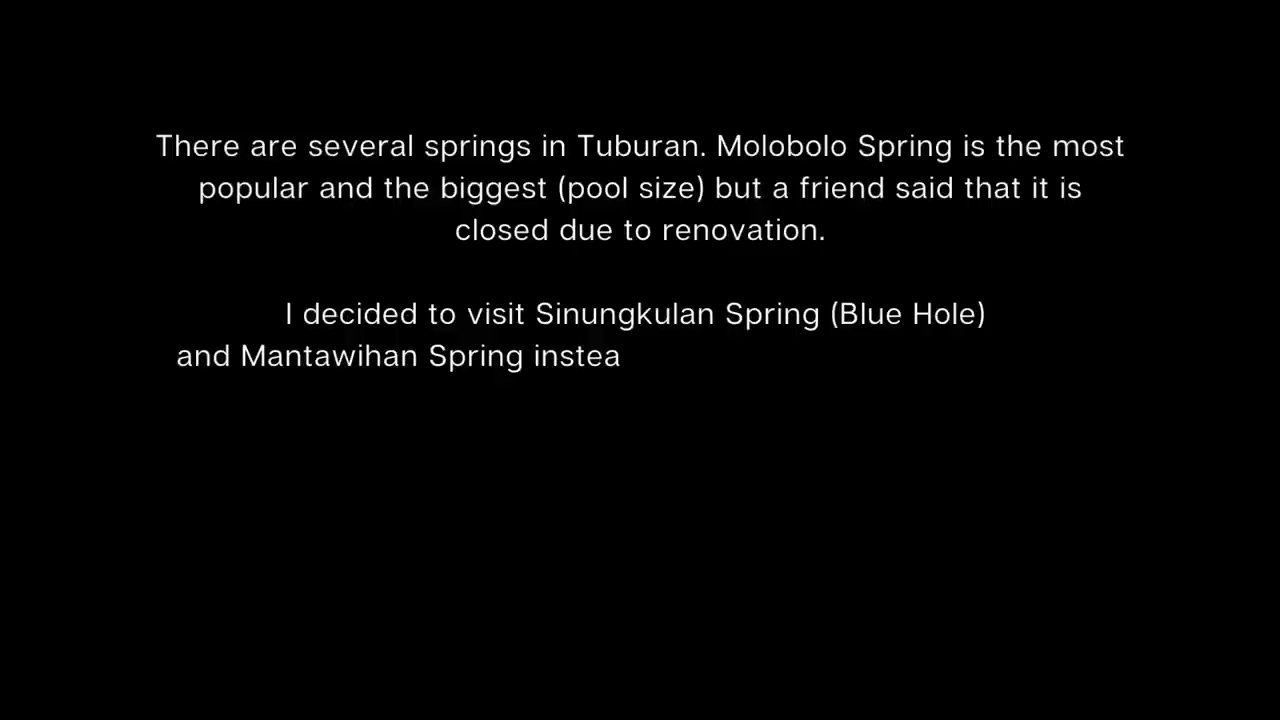 There are several springs in Tuburan. Molobolo Spring is the most
popular and the biggest (pool size) but a friend said that it is
closed due to renovation.
I decided to visit Sinungkulan Spring (Blue Hole)
and Mantawihan Spring instea